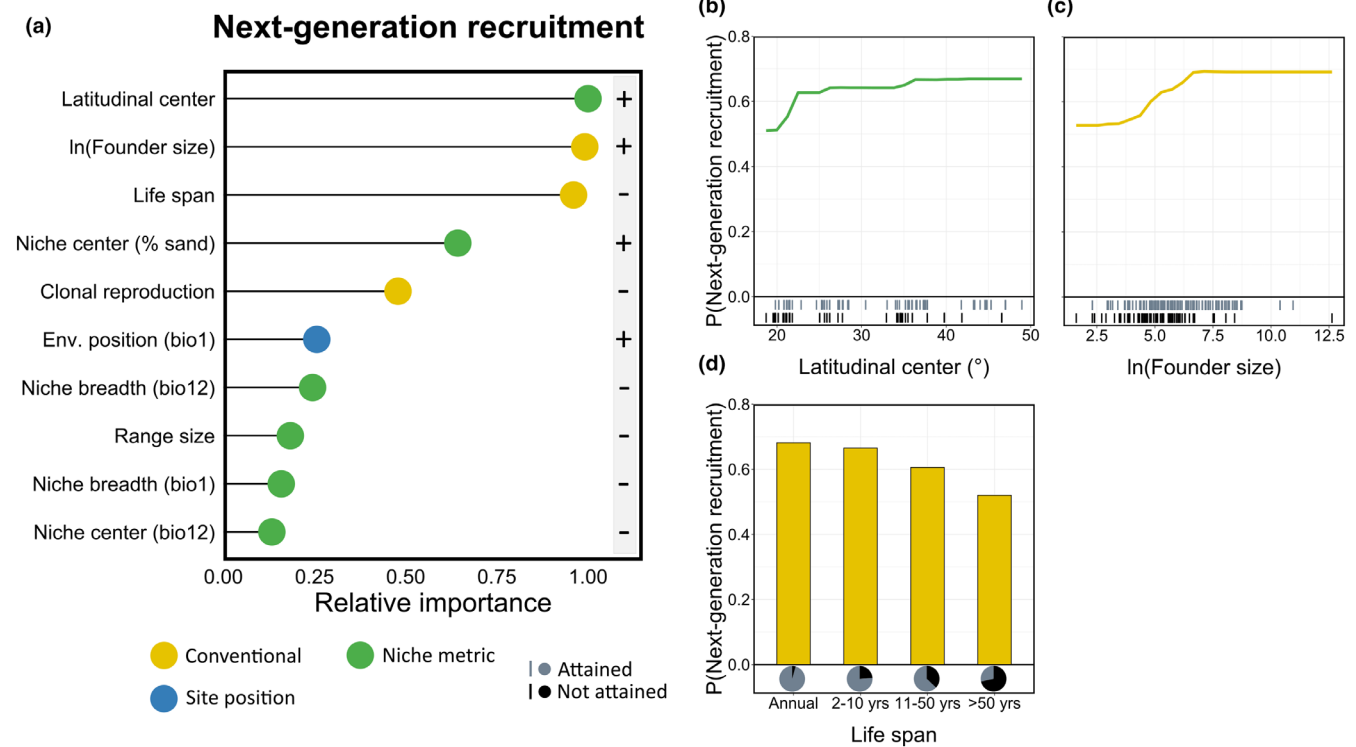 (a)
Next-generation recruitment
Latitudinal center
+
ln(Founder size)
+
Life span
-
Niche center (% sand)
+
Clonal reproduction
-
Env. position (bio1)
+
Niche breadth (bio12)
-
Range size
-
Niche breadth (bio1)
-
Niche center (bio12)
-
0.00 0.25 0.50 0.75 1.00
Relative importance
Conventional
Niche metric
Site position
Attained
Not attained
(b)
P(Next-generation recruitment)
0.8
0.6
0.4
0.2
0.0
20 30 40 50
Latitudinal center (°)
(c)
2.5 5.0 7.5 10.0 12.5
ln(Founder size)
(d)
P(Next-generation recruitment)
0.8
0.6
0.4
0.2
0.0
Annual 2-10 yrs 11-50 yrs >50 yrs
Life span